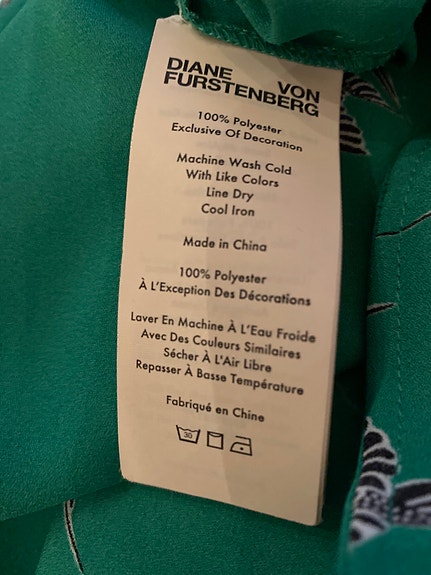 DIANE VON
FURSTENBERG
100% Polyester
Exclusive Of Decoration
Machine Wash Cold
With Like Colors
Line Dry
Cool Iron
Made in China
100% Polyester
À L'Exception Des Décorations
Laver En Machine À L'Eau Froide
Avec Des Couleurs Similaires
Sécher À L'Air Libre
Repasser À Basse Température
Fabriqué en Chine
30